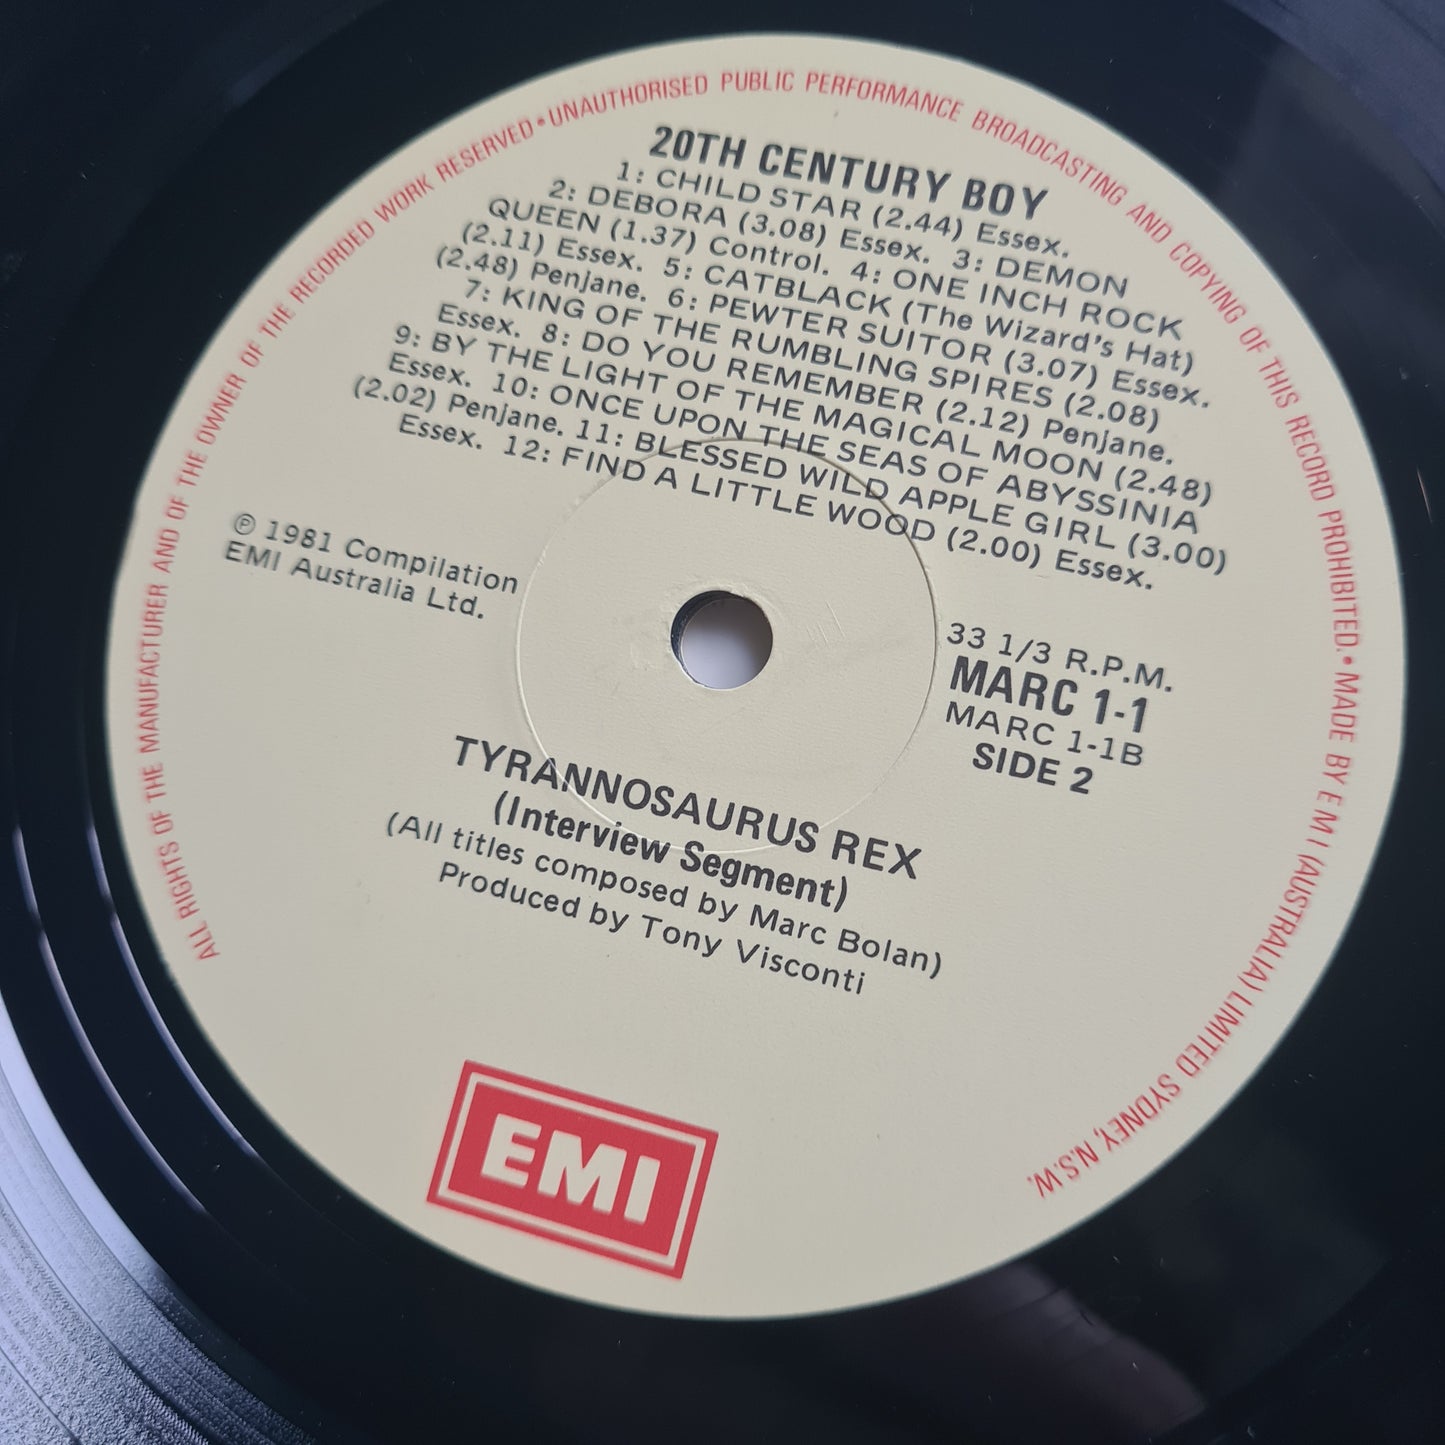 ALL RIGHTS OF THE MANUFACTURER AND OF THE OWNER OF THE RECORDED WORK RESERVED • UNAUTHORISED PUBLIC PERFORMANCE BROADCASTING AND COPYING OF THIS RECORD PROHIBITED. • MADE BY E M I (AUSTRALIA) LIMITED SYDNEY, N.S.W.
20TH CENTURY BOY
1: CHILD STAR (2.44) Essex.
2: DEBORA (3.08) Essex. 3: DEMON
QUEEN (1.37) Control. 4: ONE INCH ROCK
(2.11) Essex. 5: CATBLACK (The Wizard's Hat)
(2.48) Penjane. 6: PEWTER SUITOR (3.07) Essex.
7: KING OF THE RUMBLING SPIRES (2.08)
Essex. 8: DO YOU REMEMBER (2.12) Penjane.
9: BY THE LIGHT OF THE MAGICAL MOON (2.48)
Essex. 10: ONCE UPON THE SEAS OF ABYSSINIA
(2.02) Penjane. 11: BLESSED WILD APPLE GIRL (3.00)
Essex. 12: FIND A LITTLE WOOD (2.00) Essex.
℗ 1981 Compilation
EMI Australia Ltd.
33 1/3 R.P.M.
MARC 1-1
MARC 1-1B
SIDE 2
TYRANNOSAURUS REX
(Interview Segment)
(All titles composed by Marc Bolan)
Produced by Tony Visconti
EMI